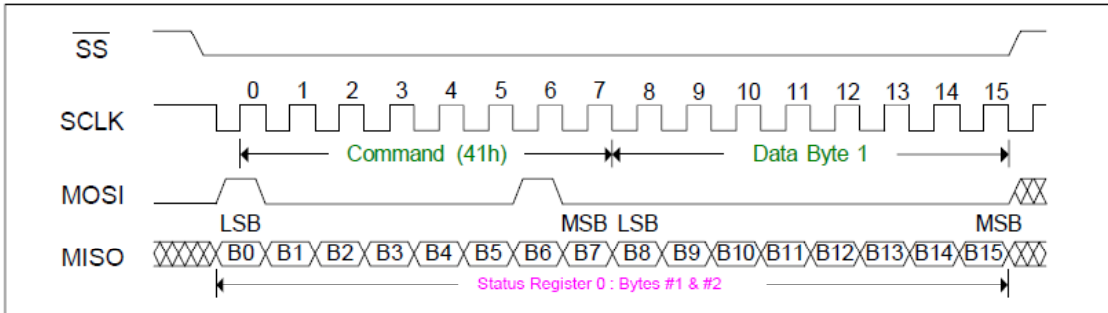 SS
0 1 2 3 4 5 6 7 8 9 10 11 12 13 14 15
SCLK
Command (41h) Data Byte 1
MOSI
LSB MSB LSB MSB
MISO B0 B1 B2 B3 B4 B5 B6 B7 B8 B9 B10 B11 B12 B13 B14 B15
Status Register 0 : Bytes #1 & #2